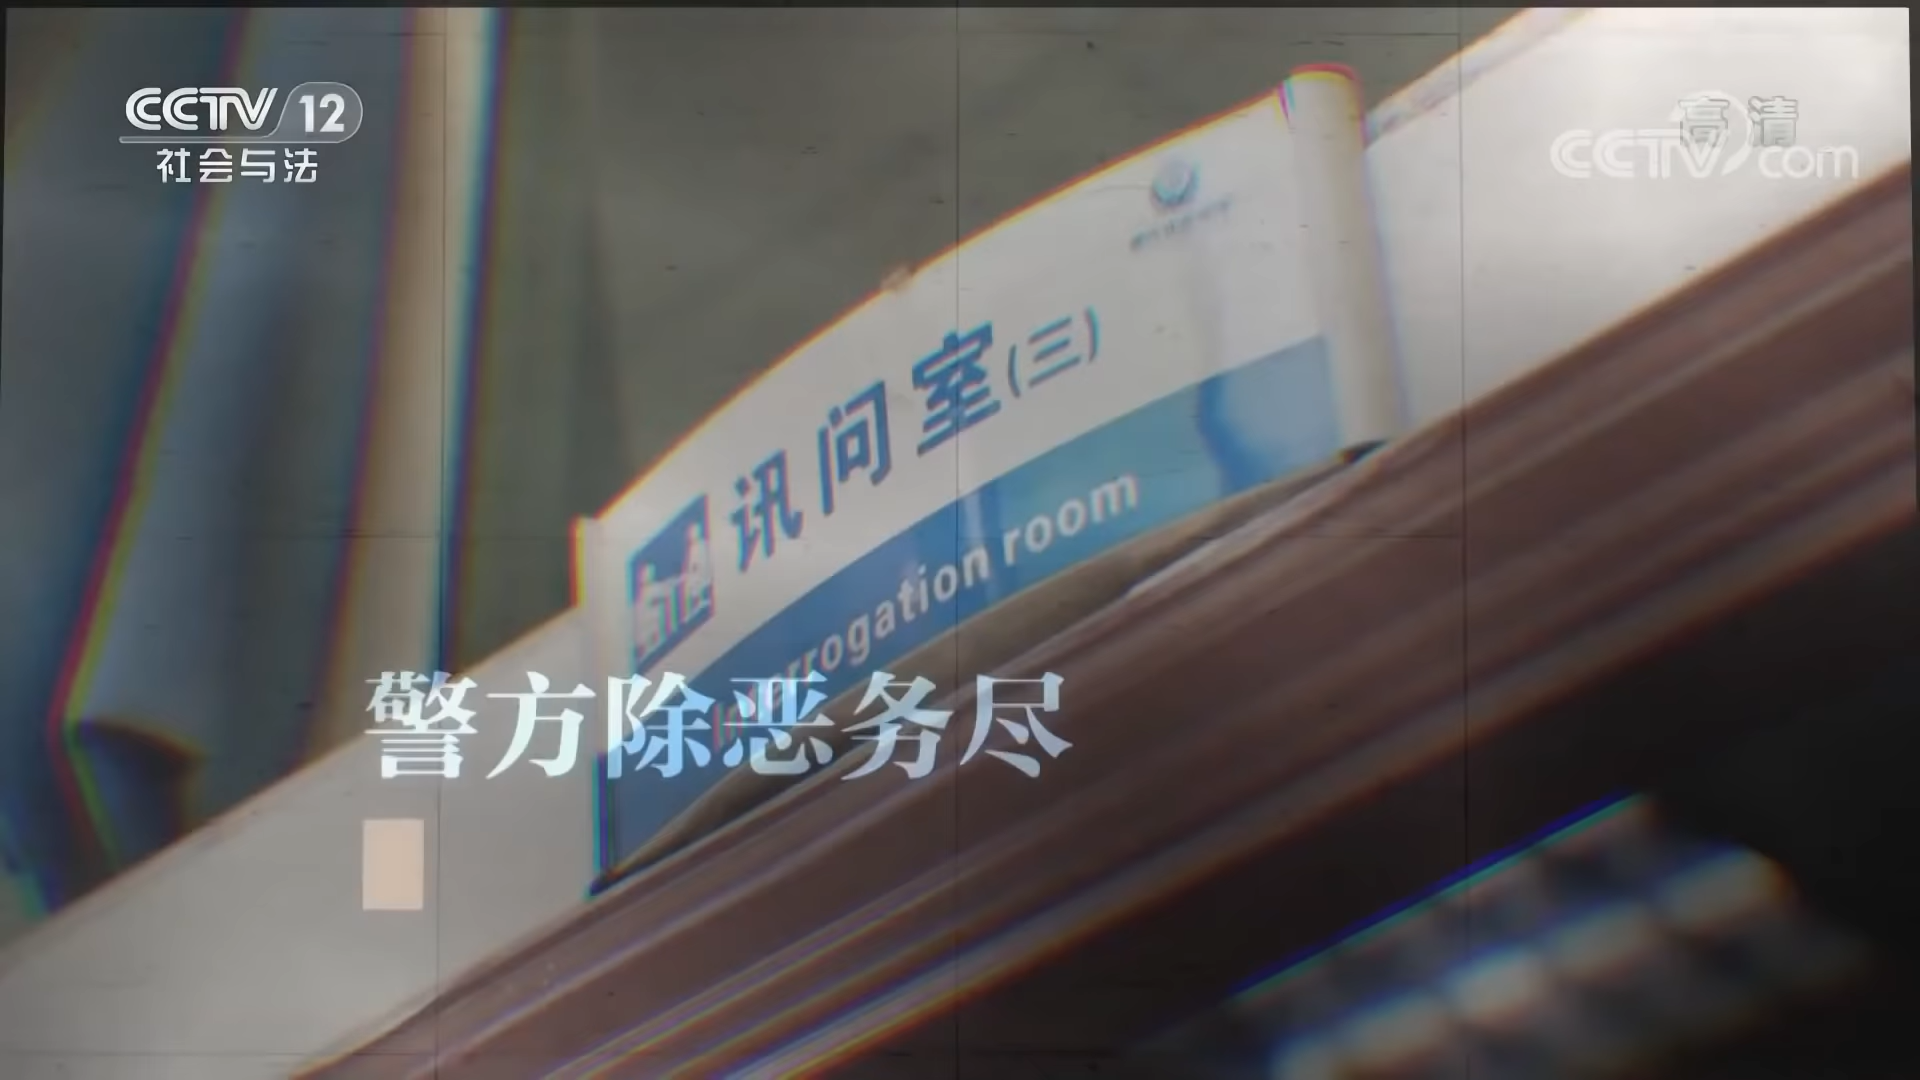 CCTV 12
社会与法
高清
CCTV com
讯问室(三)
Interrogation room
警方除恶务尽